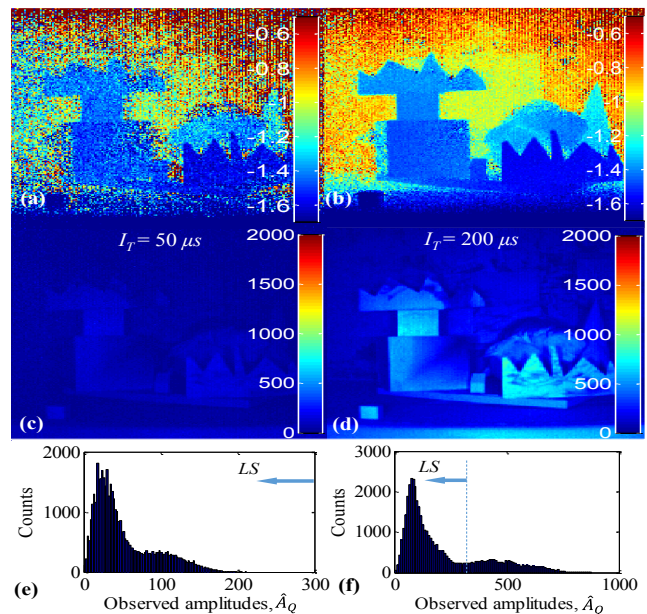 -0.6
-0.8
-1
-1.2
-1.4
-1.6
(a)
-0.6
-0.8
-1
-1.2
-1.4
-1.6
(b)
I_T = 50 μs
2000
1500
1000
500
0
(c)
I_T = 200 μs
2000
1500
1000
500
0
(d)
2000
1000
0
Counts
LS
0 100 200 300
(e) Observed amplitudes, Â_Q
3000
2000
1000
0
Counts
LS
0 500 1000
(f) Observed amplitudes, Â_Q